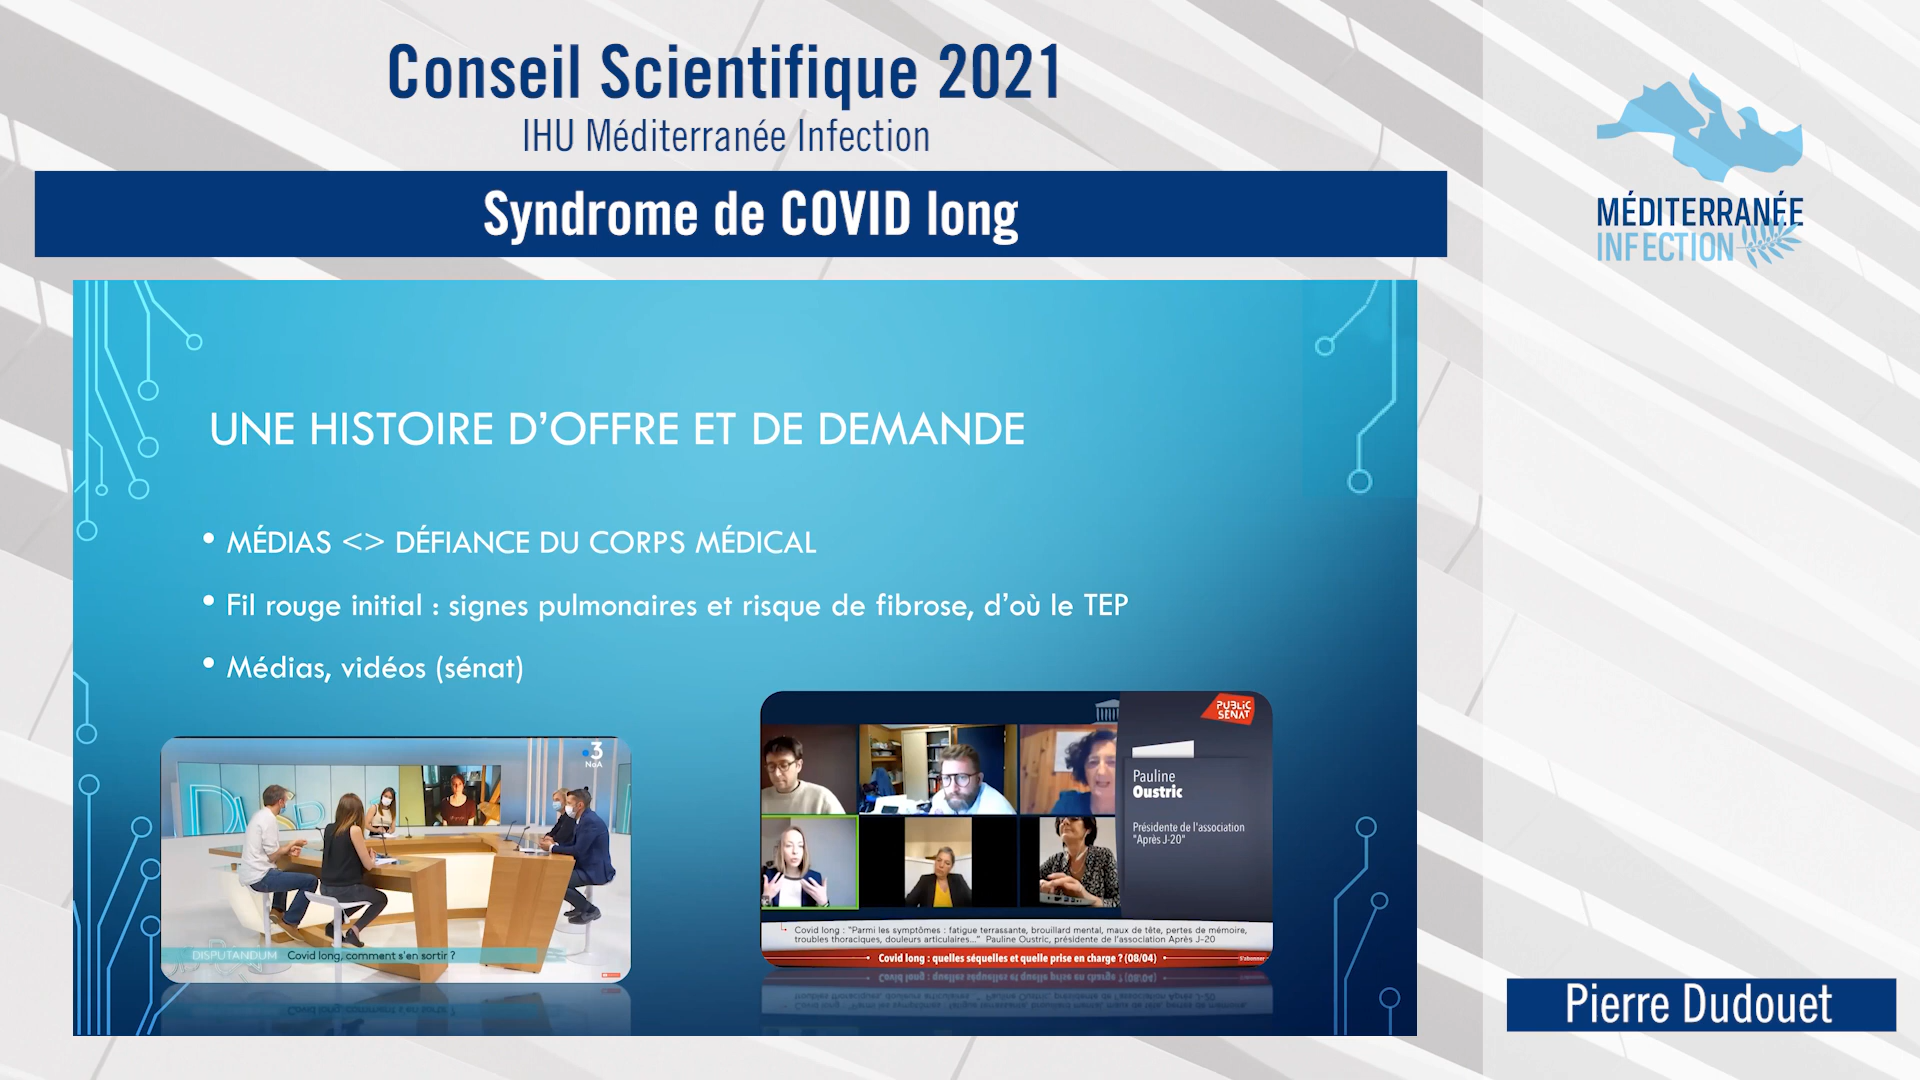 Conseil Scientifique 2021
IHU Méditerranée Infection
Syndrome de COVID long
MÉDITERRANÉE
INFECTION
UNE HISTOIRE D’OFFRE ET DE DEMANDE
• MÉDIAS <> DÉFIANCE DU CORPS MÉDICAL
• Fil rouge initial : signes pulmonaires et risque de fibrose, d’où le TEP
• Médias, vidéos (sénat)
3
NoA
DISPUTANDUM Covid long, comment s'en sortir ?
PUBLIC
SÉNAT
Pauline
Oustric
Présidente de l'association
"Après J-20"
Covid long : "Parmi les symptômes : fatigue terrassante, brouillard mental, maux de tête, pertes de mémoire,
troubles thoraciques, douleurs articulaires..." Pauline Oustric, présidente de l'association Après J-20
Covid long : quelles séquelles et quelle prise en charge ? (08/04)
Pierre Dudouet